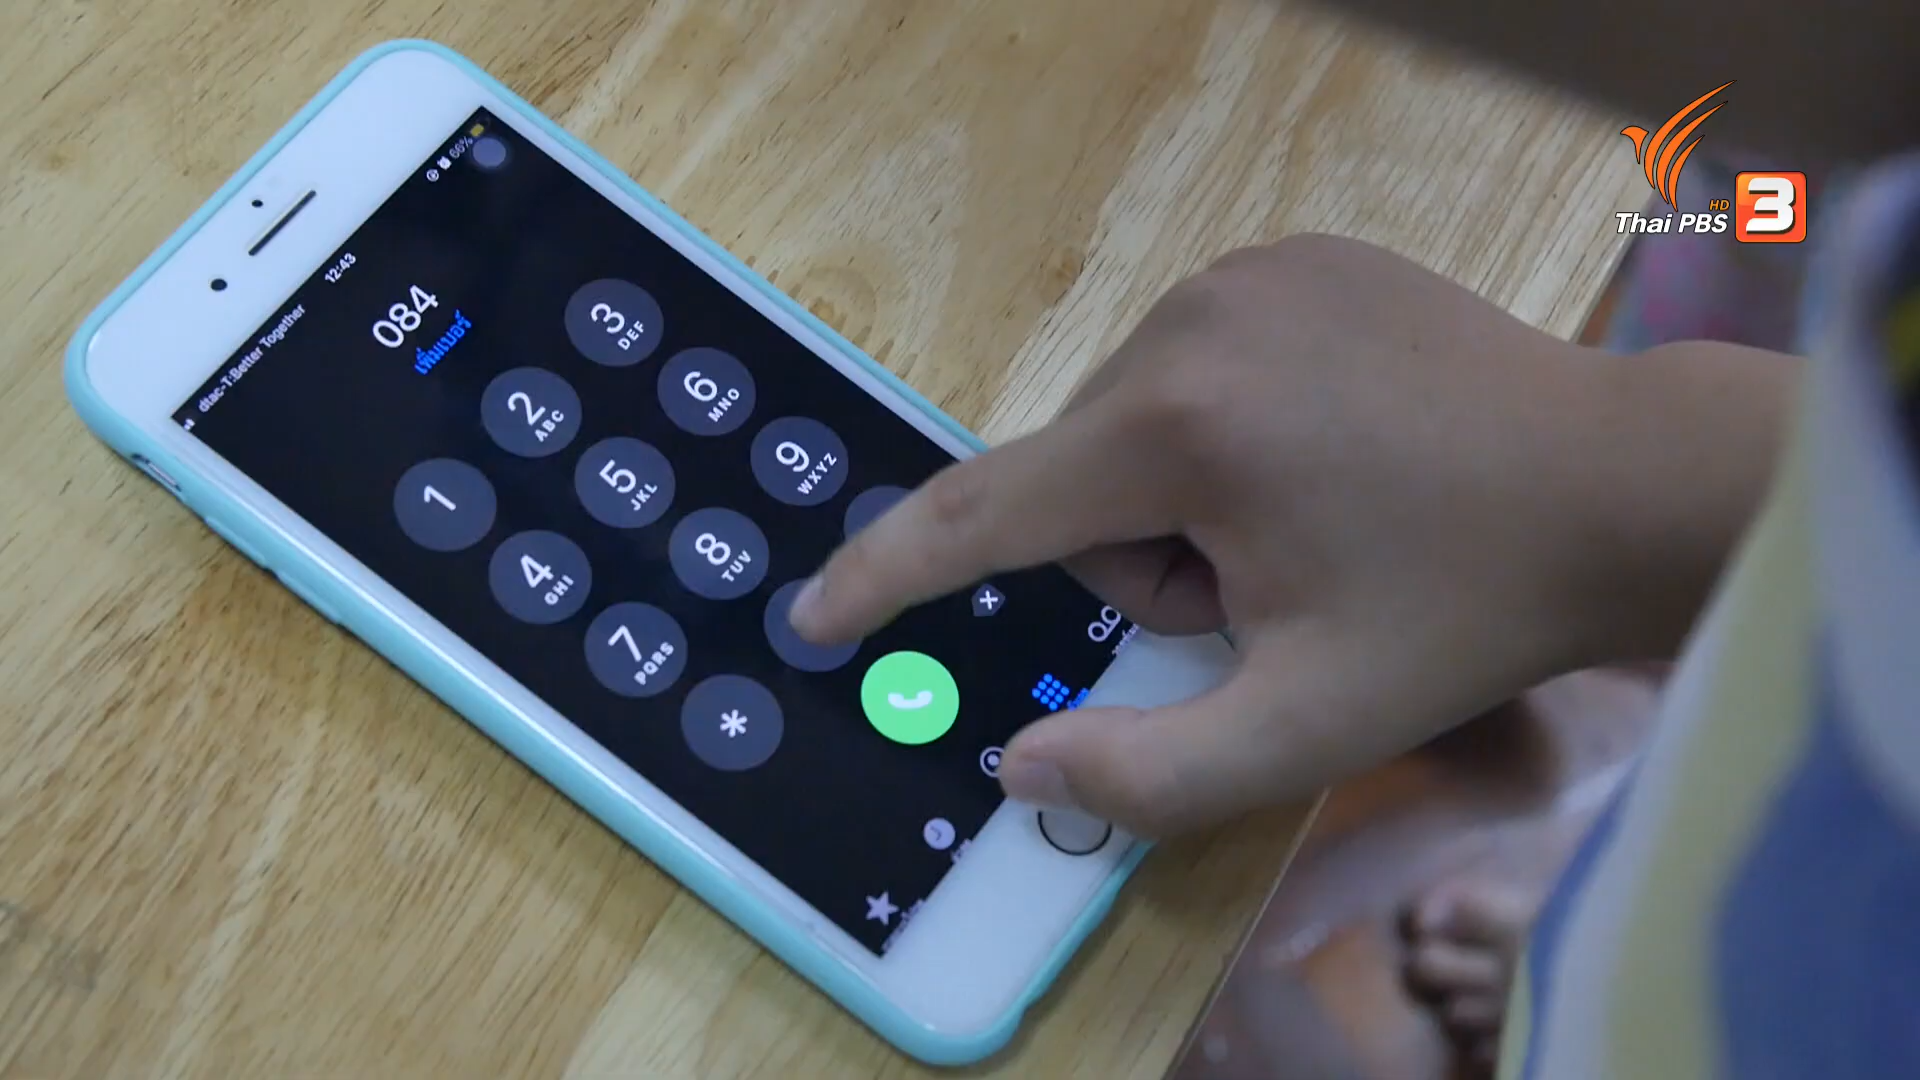 HD
Thai PBS 3
dtac-T:Better Together
12:43
66%
084
เพิ่มเบอร์
1
2
ABC
3
DEF
4
GHI
5
JKL
6
MNO
7
PQRS
8
TUV
9
WXYZ
*